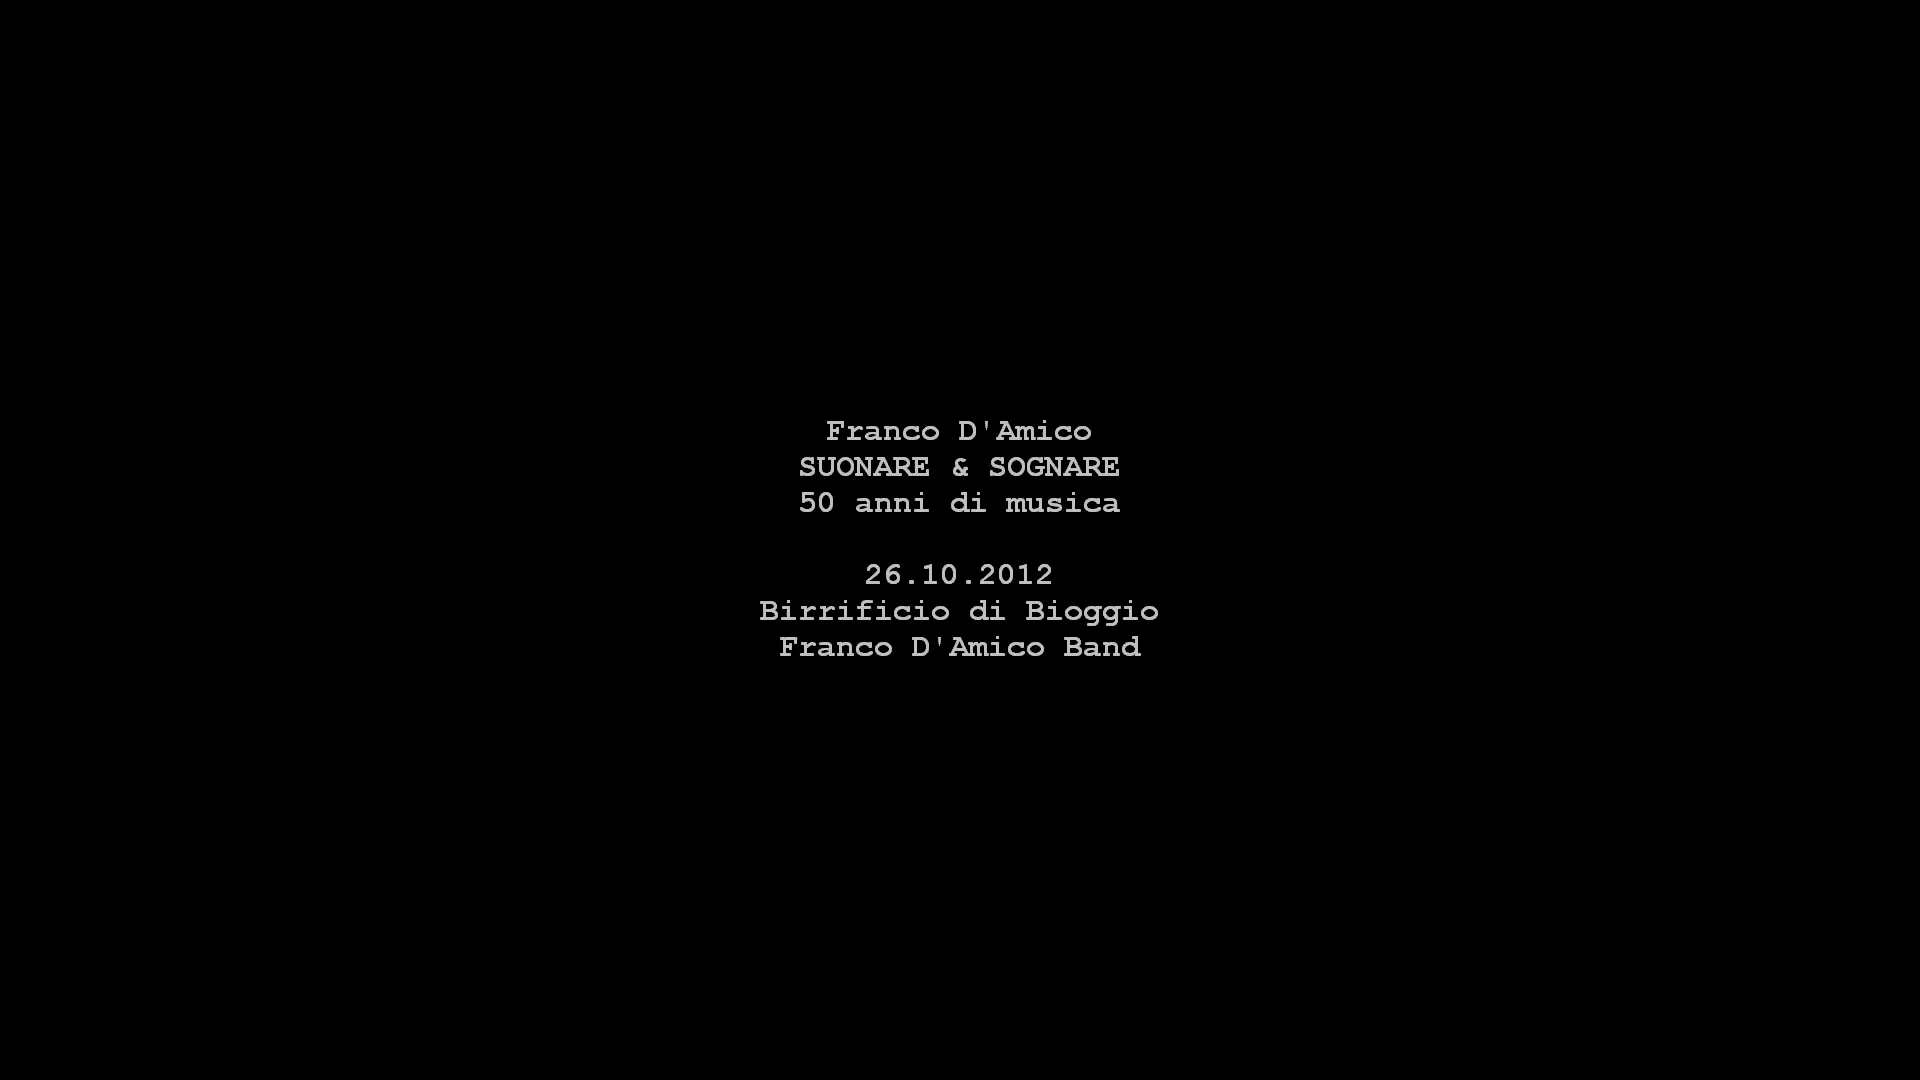 Franco D'Amico
SUONARE & SOGNARE
50 anni di musica
26.10.2012
Birrificio di Bioggio
Franco D'Amico Band